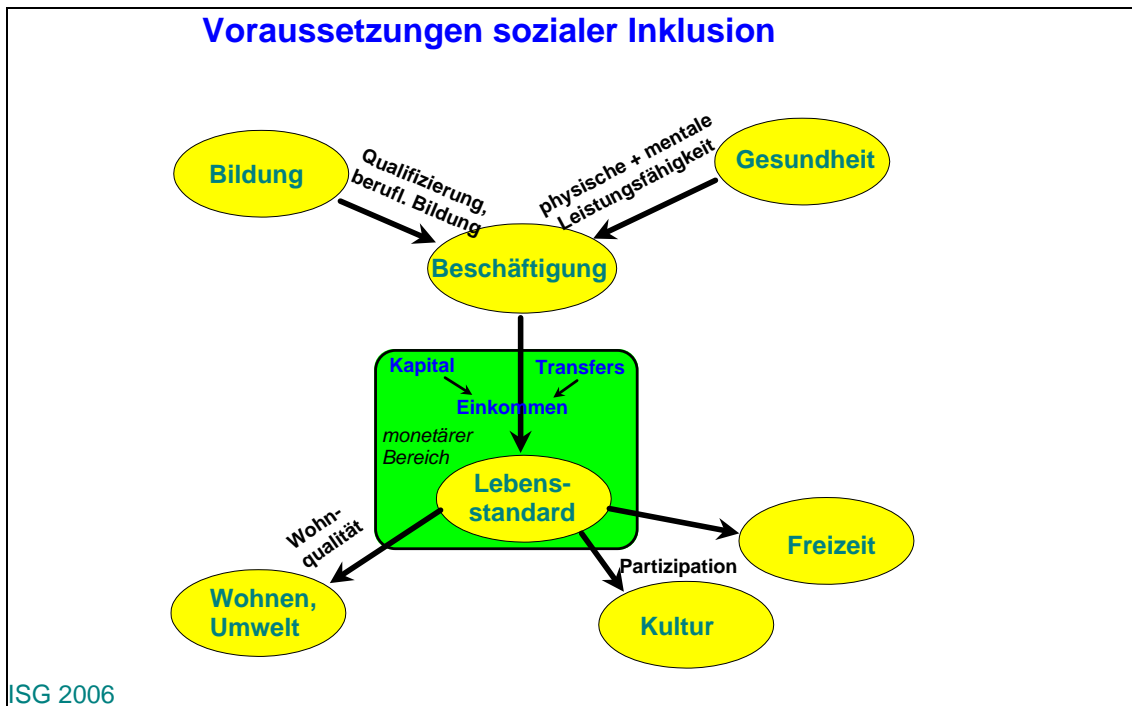 Voraussetzungen sozialer Inklusion
Bildung
Qualifizierung,
berufl. Bildung
physische + mentale
Leistungsfähigkeit
Gesundheit
Beschäftigung
Kapital
Transfers
Einkommen
monetärer
Bereich
Lebens-
standard
Wohn-
qualität
Freizeit
Partizipation
Wohnen,
Umwelt
Kultur
ISG 2006